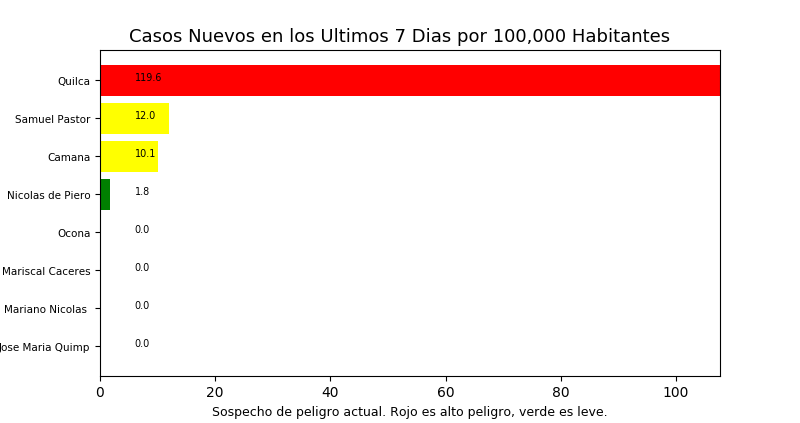 Casos Nuevos en los Ultimos 7 Dias por 100,000 Habitantes
Quilca 119.6
Samuel Pastor 12.0
Camana 10.1
Nicolas de Piero 1.8
Ocona 0.0
Mariscal Caceres 0.0
Mariano Nicolas 0.0
Jose Maria Quimp 0.0
0 20 40 60 80 100
Sospecho de peligro actual. Rojo es alto peligro, verde es leve.